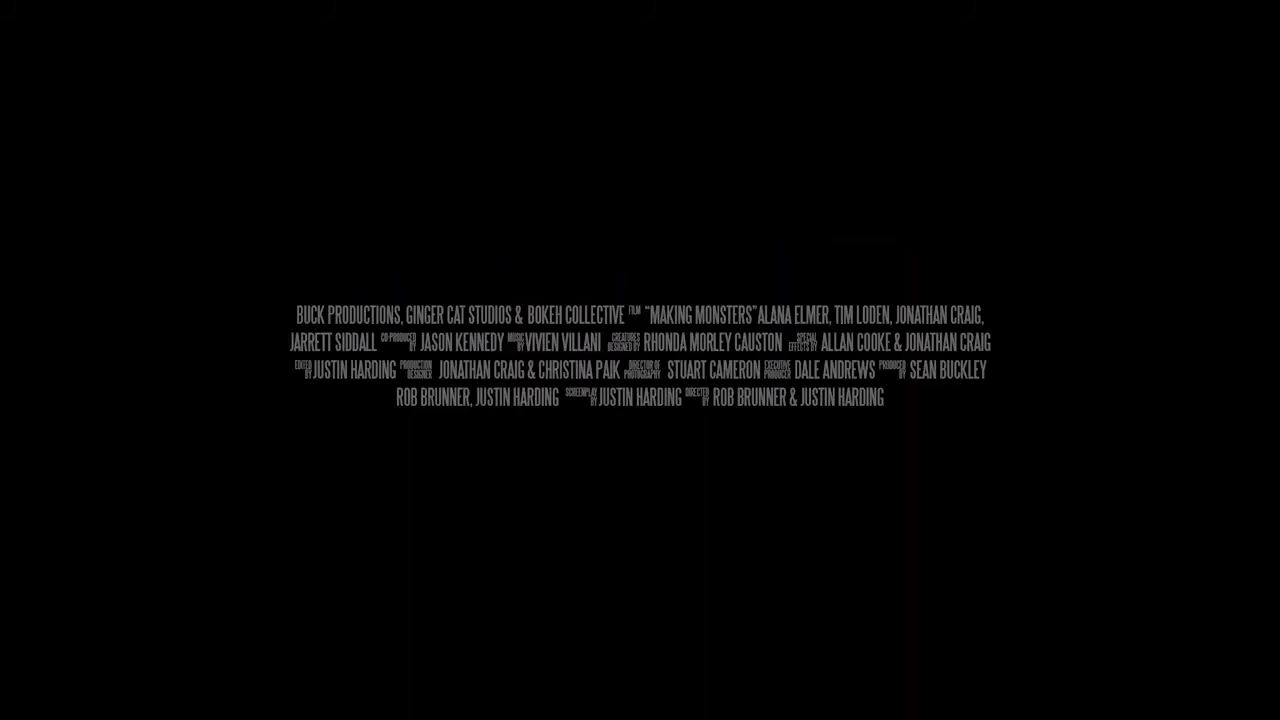 BUCK PRODUCTIONS, GINGER CAT STUDIOS & BOKEH COLLECTIVE FILM “MAKING MONSTERS” ALANA ELMER, TIM LODEN, JONATHAN CRAIG,
JARRETT SIDDALL CO-PRODUCED BY JASON KENNEDY MUSIC BY VIVIEN VILLANI CREATURES DESIGNED BY RHONDA MORLEY CAUSTON SPECIAL EFFECTS BY ALLAN COOKE & JONATHAN CRAIG
EDITED BY JUSTIN HARDING PRODUCTION DESIGNER JONATHAN CRAIG & CHRISTINA PAIK DIRECTOR OF PHOTOGRAPHY STUART CAMERON EXECUTIVE PRODUCER DALE ANDREWS PRODUCED BY SEAN BUCKLEY
ROB BRUNNER, JUSTIN HARDING SCREENPLAY BY JUSTIN HARDING DIRECTED BY ROB BRUNNER & JUSTIN HARDING